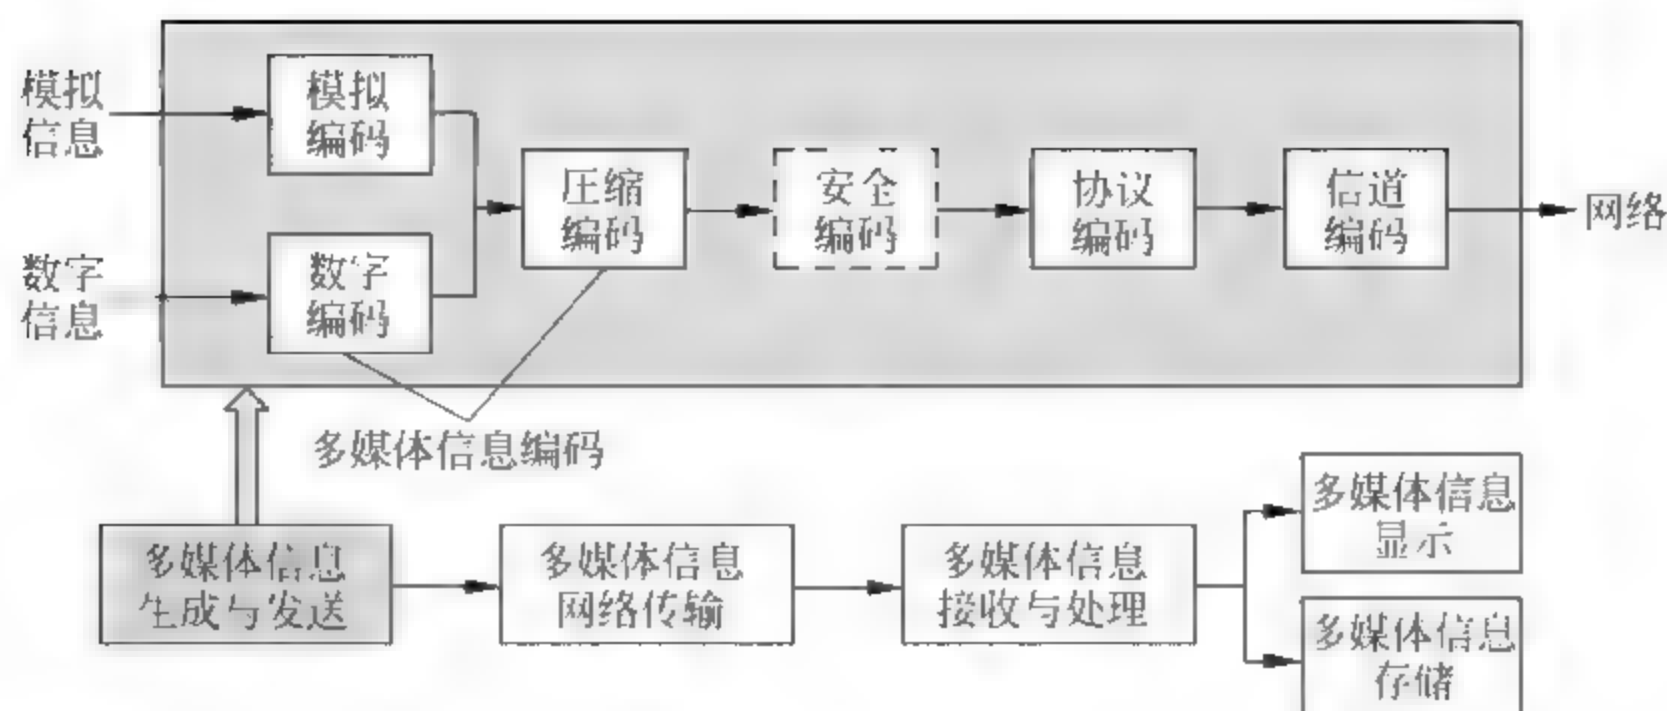 模拟
信息
模拟
编码
数字
信息
数字
编码
压缩
编码
安全
编码
协议
编码
信道
编码
网络
多媒体信息编码
多媒体信息
生成与发送
多媒体信息
网络传输
多媒体信息
接收与处理
多媒体信息
显示
多媒体信息
存储